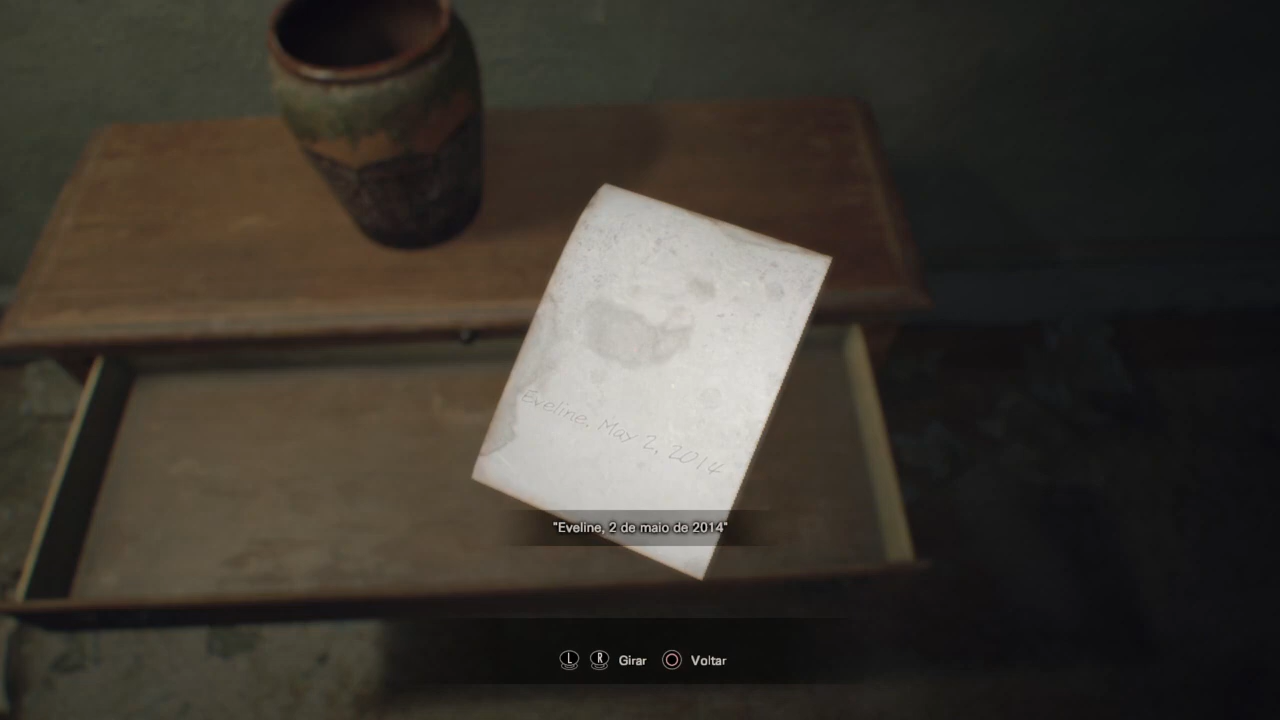 Eveline, May 2, 2014
"Eveline, 2 de maio de 2014"
L R Girar Voltar